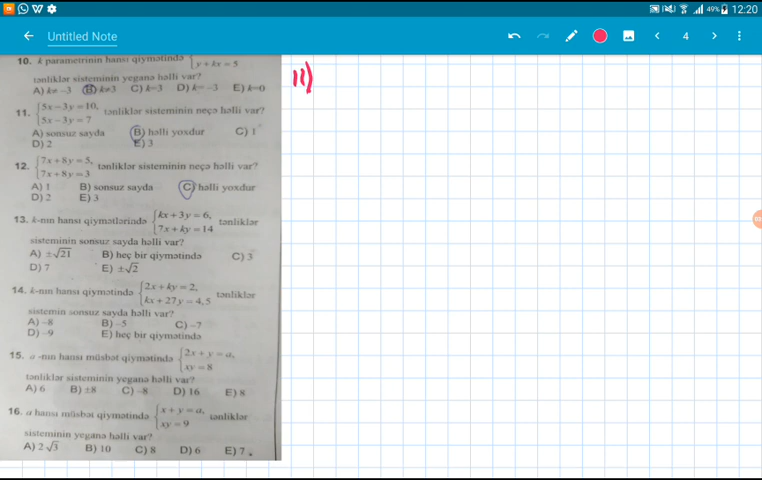 49% 12:20
Untitled Note
4
10. k parametrinin hansı qiymətində { y + kx = 5
tənliklər sisteminin yeganə həlli var?
A) k≠ −3 B) k≠3 C) k=3 D) k= −3 E) k=0
11. { 5x − 3y = 10, 5x − 3y = 7 tənliklər sisteminin neçə həlli var?
A) sonsuz sayda B) həlli yoxdur C) 1
D) 2 E) 3
12. { 7x + 8y = 5, 7x + 8y = 3 tənliklər sisteminin neçə həlli var?
A) 1 B) sonsuz sayda C) həlli yoxdur
D) 2 E) 3
13. k-nın hansı qiymətlərində { kx + 3y = 6, 7x + ky = 14 tənliklər
sisteminin sonsuz sayda həlli var?
A) ±√21 B) heç bir qiymətində C) 3
D) 7 E) ±√2
14. k-nın hansı qiymətində { 2x + ky = 2, kx + 27y = 4,5 tənliklər
sistemin sonsuz sayda həlli var?
A) −8 B) −5 C) −7
D) −9 E) heç bir qiymətində
15. a -nın hansı müsbət qiymətində { 2x + y = a, xy = 8
tənliklər sisteminin yeganə həlli var?
A) 6 B) ±8 C) −8 D) 16 E) 8
16. a hansı müsbət qiymətində { x + y = a, xy = 9 tənliklər
sisteminin yeganə həlli var?
A) 2√3 B) 10 C) 8 D) 6 E) 7
11)